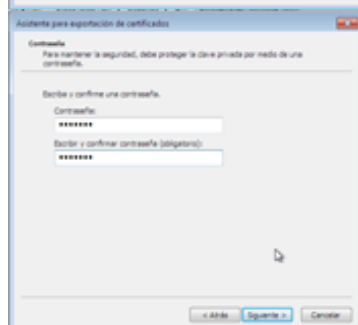 Asistente para exportación de certificados
Contraseña
Para mantener la seguridad, debe proteger la clave privada por medio de una
contraseña.
Escriba y confirme una contraseña.
Contraseña:
•••••••
Escribir y confirmar contraseña (obligatorio):
•••••••
< Atrás
Siguiente >
Cancelar